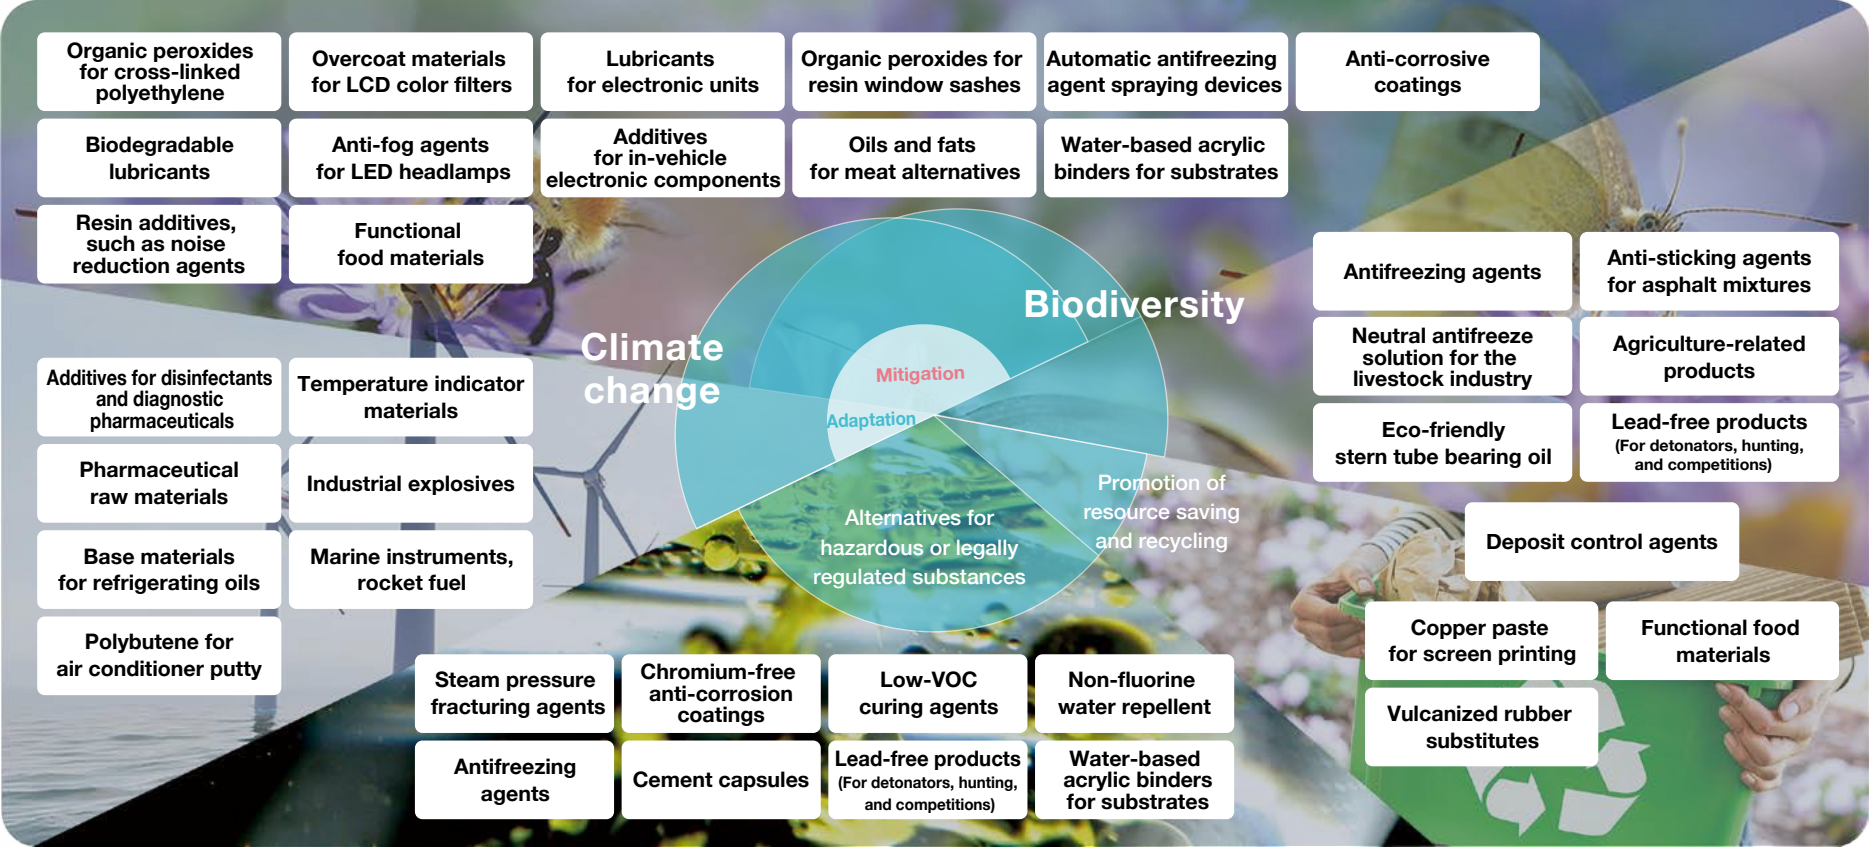 Organic peroxides
for cross-linked
polyethylene
Overcoat materials
for LCD color filters
Lubricants
for electronic units
Organic peroxides for
resin window sashes
Automatic antifreezing
agent spraying devices
Anti-corrosive
coatings
Biodegradable
lubricants
Anti-fog agents
for LED headlamps
Additives
for in-vehicle
electronic components
Oils and fats
for meat alternatives
Water-based acrylic
binders for substrates
Resin additives,
such as noise
reduction agents
Functional
food materials
Climate
change
Biodiversity
Mitigation
Adaptation
Antifreezing agents
Anti-sticking agents
for asphalt mixtures
Neutral antifreeze
solution for the
livestock industry
Agriculture-related
products
Eco-friendly
stern tube bearing oil
Lead-free products
(For detonators, hunting,
and competitions)
Additives for disinfectants
and diagnostic
pharmaceuticals
Temperature indicator
materials
Pharmaceutical
raw materials
Industrial explosives
Base materials
for refrigerating oils
Marine instruments,
rocket fuel
Polybutene for
air conditioner putty
Alternatives for
hazardous or legally
regulated substances
Promotion of
resource saving
and recycling
Deposit control agents
Copper paste
for screen printing
Functional food
materials
Vulcanized rubber
substitutes
Steam pressure
fracturing agents
Chromium-free
anti-corrosion
coatings
Low-VOC
curing agents
Non-fluorine
water repellent
Antifreezing
agents
Cement capsules
Lead-free products
(For detonators, hunting,
and competitions)
Water-based
acrylic binders
for substrates